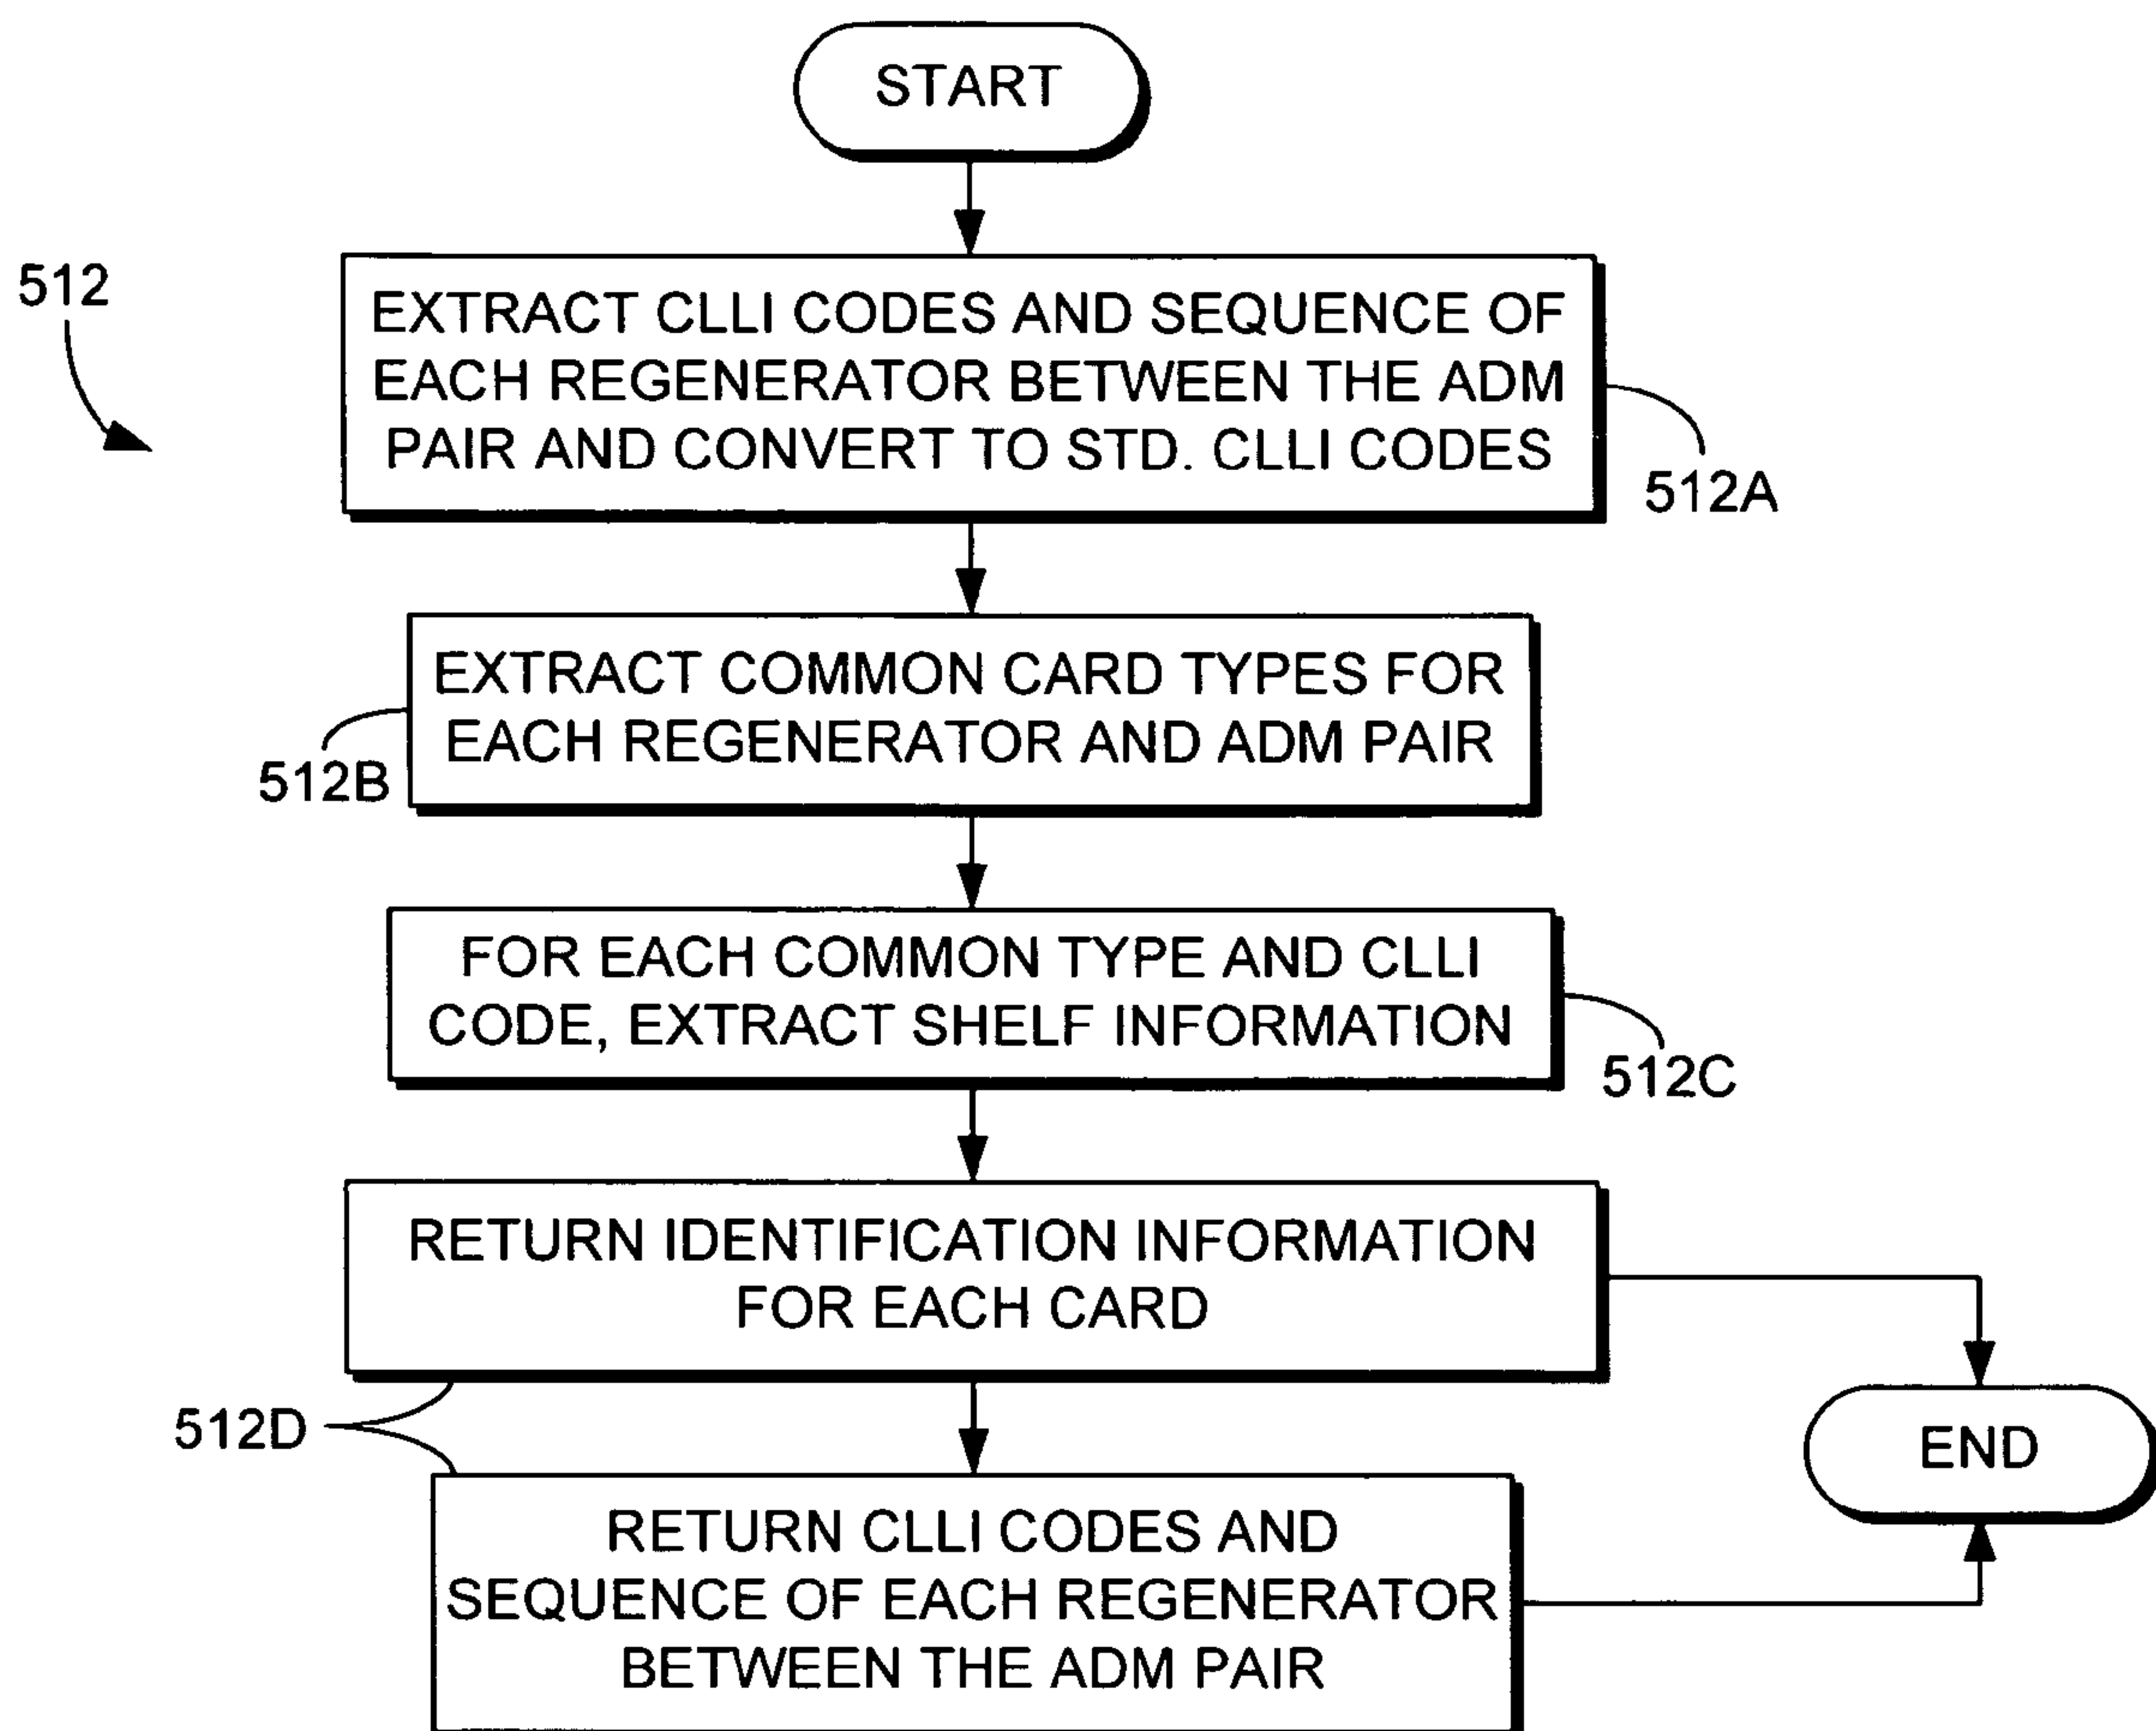 START
512
EXTRACT CLLI CODES AND SEQUENCE OF
EACH REGENERATOR BETWEEN THE ADM
PAIR AND CONVERT TO STD. CLLI CODES
512A
EXTRACT COMMON CARD TYPES FOR
EACH REGENERATOR AND ADM PAIR
512B
FOR EACH COMMON TYPE AND CLLI
CODE, EXTRACT SHELF INFORMATION
512C
RETURN IDENTIFICATION INFORMATION
FOR EACH CARD
512D
END
RETURN CLLI CODES AND
SEQUENCE OF EACH REGENERATOR
BETWEEN THE ADM PAIR